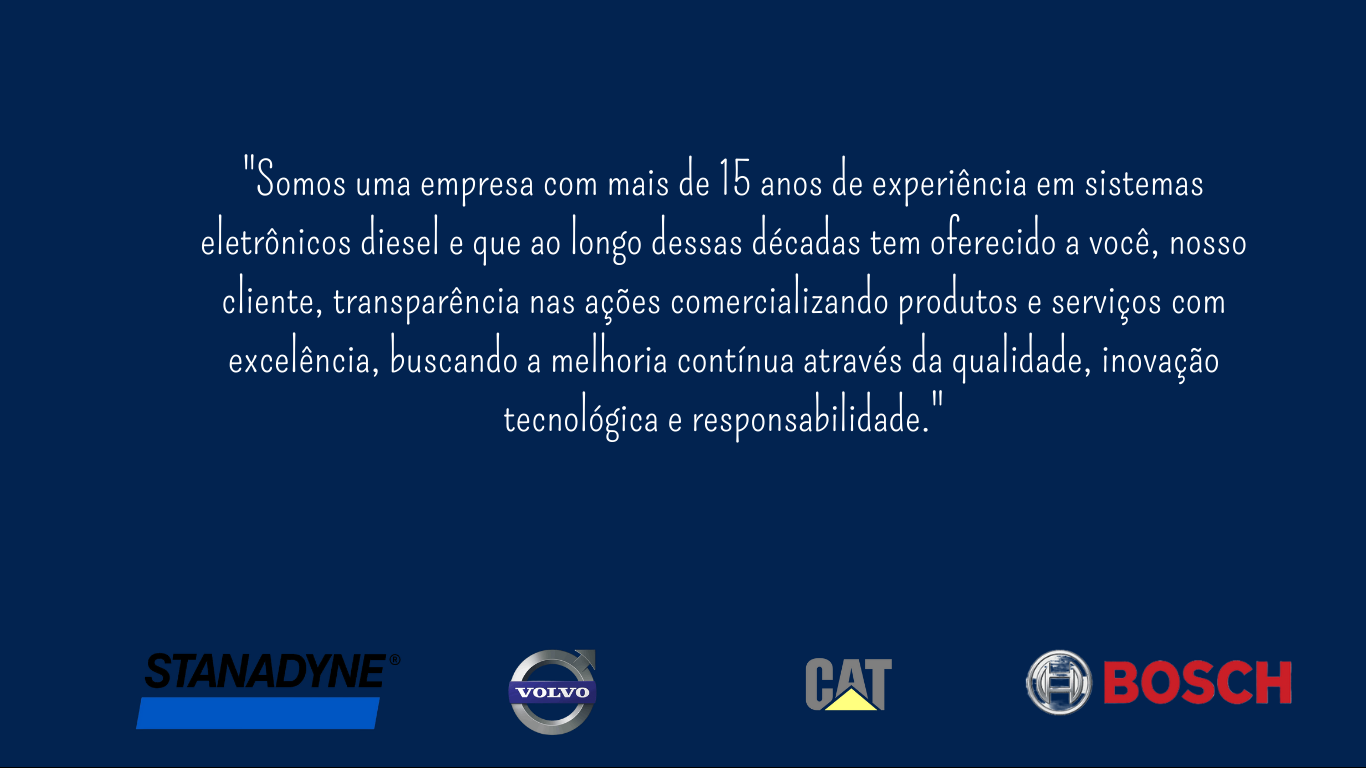 "Somos uma empresa com mais de 15 anos de experiência em sistemas
eletrônicos diesel e que ao longo dessas décadas tem oferecido a você, nosso
cliente, transparência nas ações comercializando produtos e serviços com
excelência, buscando a melhoria contínua através da qualidade, inovação
tecnológica e responsabilidade."
STANADYNE®
VOLVO
CAT
BOSCH